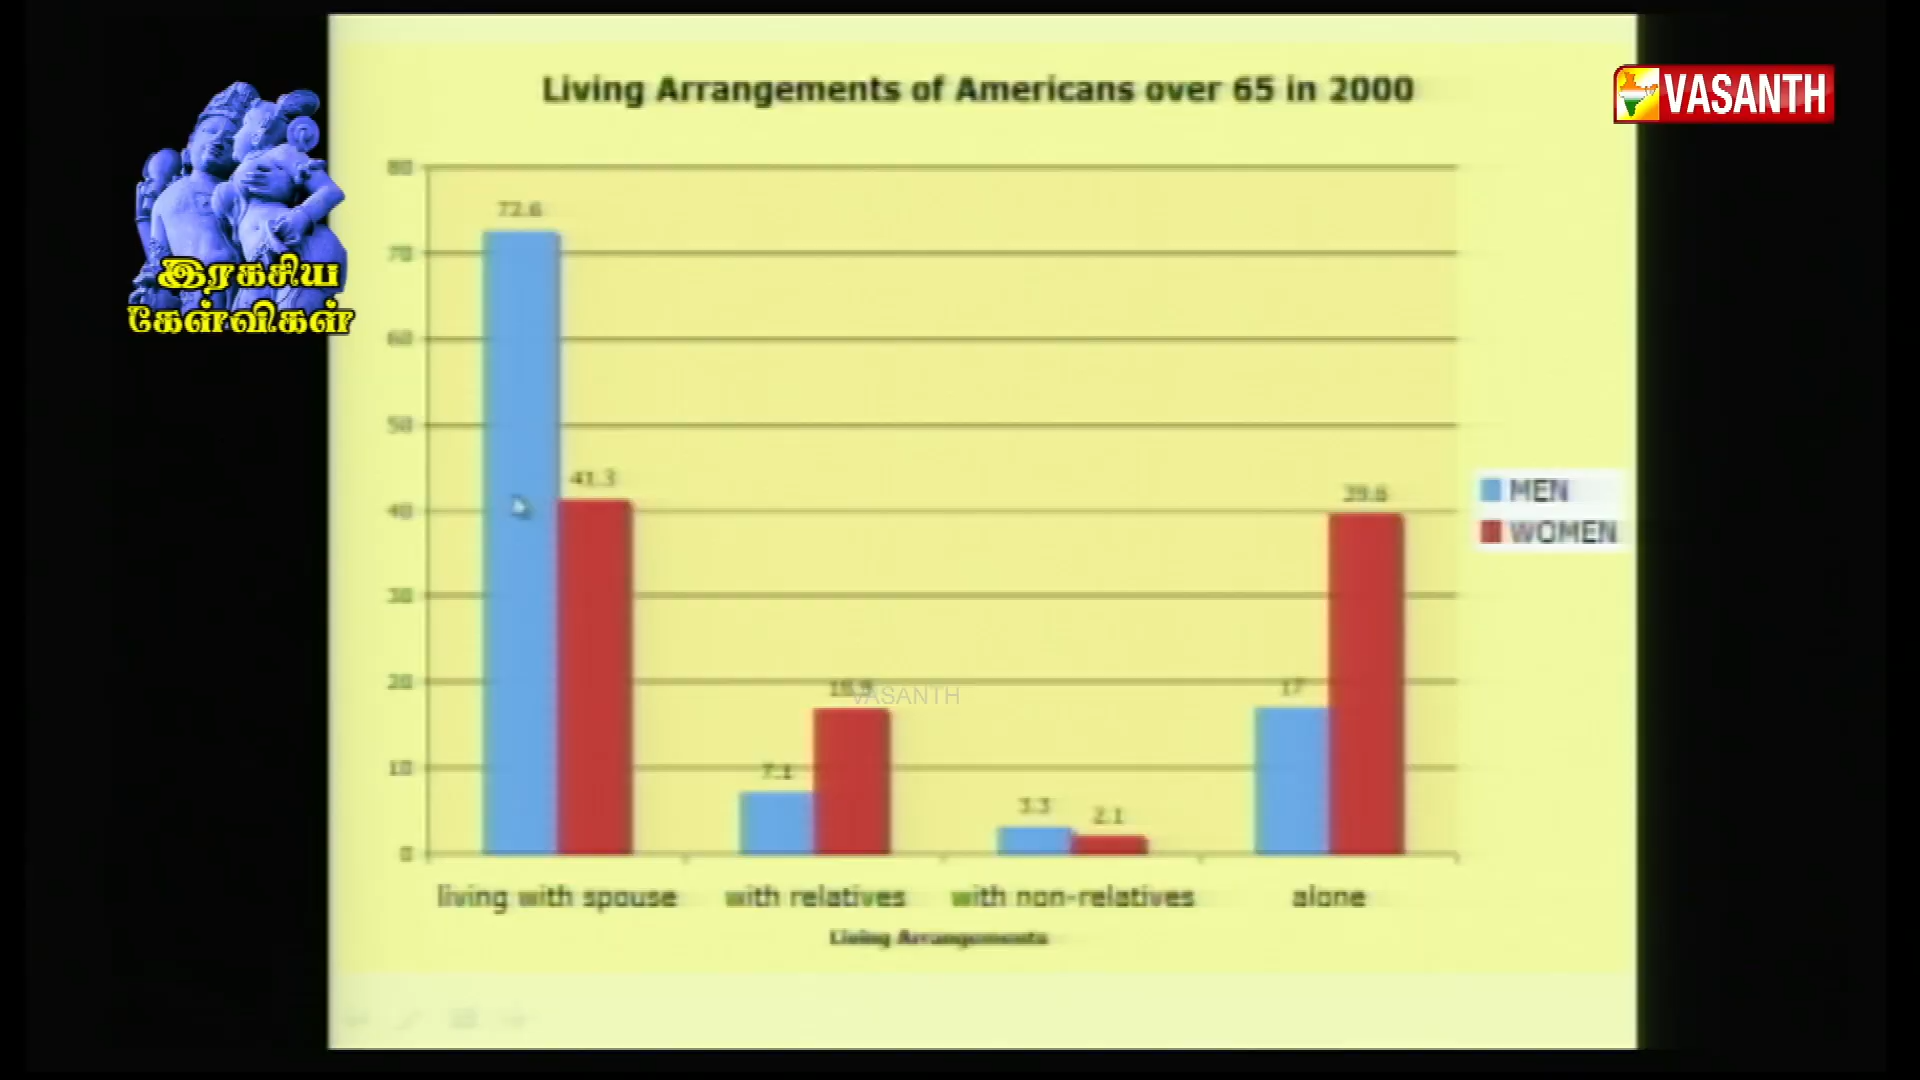 Living Arrangements of Americans over 65 in 2000
VASANTH
இரகசிய
கேள்விகள்
80
72.6
70
60
50
41.3
40
39.6
MEN
WOMEN
30
20
16.9
VASANTH
17
10
7.1
3.3
2.1
0
living with spouse
with relatives
with non-relatives
alone
Living Arrangements